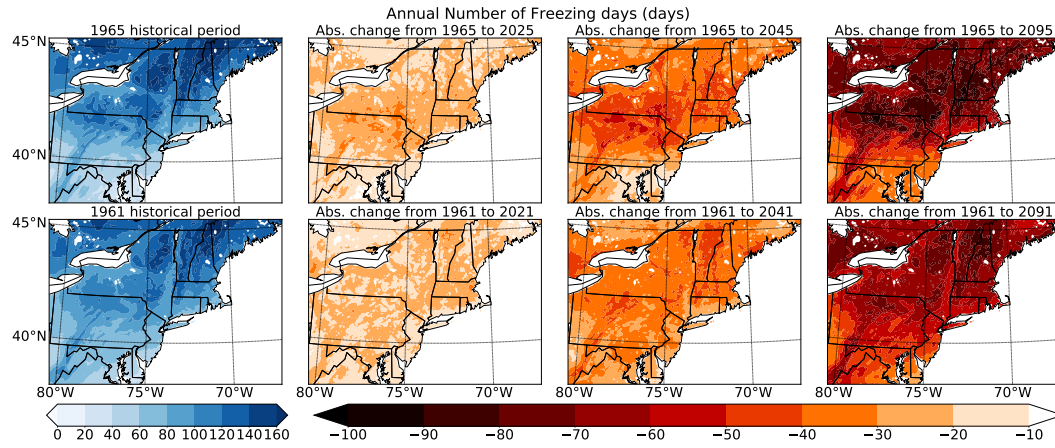 Annual Number of Freezing days (days)
1965 historical period
Abs. change from 1965 to 2025
Abs. change from 1965 to 2045
Abs. change from 1965 to 2095
45°N
40°N
1961 historical period
Abs. change from 1961 to 2021
Abs. change from 1961 to 2041
Abs. change from 1961 to 2091
45°N
40°N
80°W 75°W 70°W 80°W 75°W 70°W 80°W 75°W 70°W 80°W 75°W 70°W
0 20 40 60 80 100 120 140 160
−100 −90 −80 −70 −60 −50 −40 −30 −20 −10